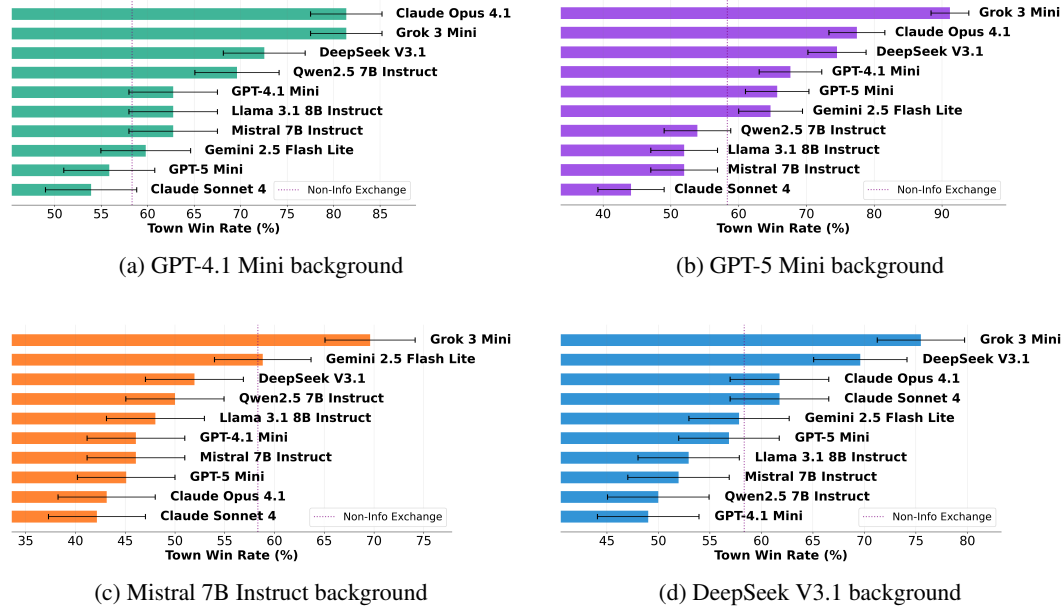 Claude Opus 4.1
Grok 3 Mini
DeepSeek V3.1
Qwen2.5 7B Instruct
GPT-4.1 Mini
Llama 3.1 8B Instruct
Mistral 7B Instruct
Gemini 2.5 Flash Lite
GPT-5 Mini
Claude Sonnet 4
Non-Info Exchange
50 55 60 65 70 75 80 85
Town Win Rate (%)
(a) GPT-4.1 Mini background
Grok 3 Mini
Claude Opus 4.1
DeepSeek V3.1
GPT-4.1 Mini
GPT-5 Mini
Gemini 2.5 Flash Lite
Qwen2.5 7B Instruct
Llama 3.1 8B Instruct
Mistral 7B Instruct
Claude Sonnet 4
Non-Info Exchange
40 50 60 70 80 90
Town Win Rate (%)
(b) GPT-5 Mini background
Grok 3 Mini
Gemini 2.5 Flash Lite
DeepSeek V3.1
Qwen2.5 7B Instruct
Llama 3.1 8B Instruct
GPT-4.1 Mini
Mistral 7B Instruct
GPT-5 Mini
Claude Opus 4.1
Claude Sonnet 4
Non-Info Exchange
35 40 45 50 55 60 65 70 75
Town Win Rate (%)
(c) Mistral 7B Instruct background
Grok 3 Mini
DeepSeek V3.1
Claude Opus 4.1
Claude Sonnet 4
Gemini 2.5 Flash Lite
GPT-5 Mini
Llama 3.1 8B Instruct
Mistral 7B Instruct
Qwen2.5 7B Instruct
GPT-4.1 Mini
Non-Info Exchange
45 50 55 60 65 70 75 80
Town Win Rate (%)
(d) DeepSeek V3.1 background